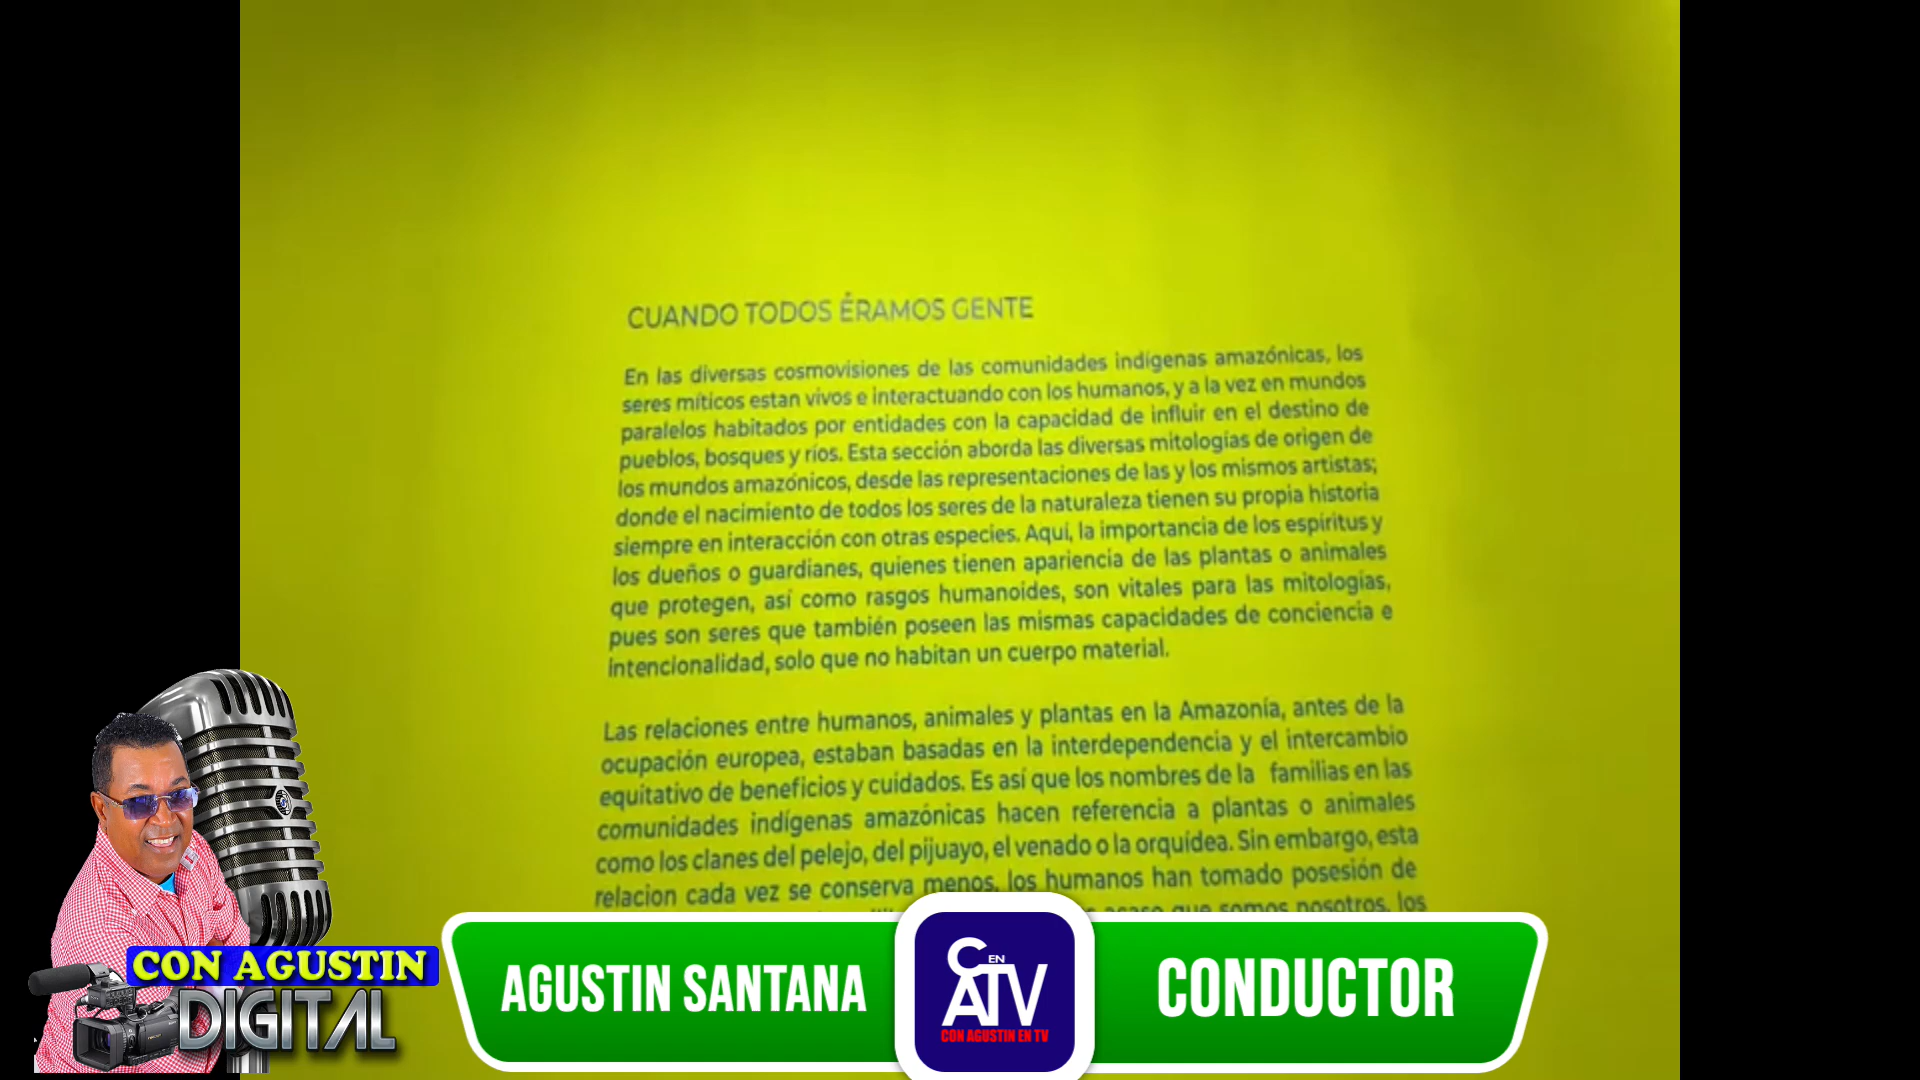 CUANDO TODOS ÉRAMOS GENTE
En las diversas cosmovisiones de las comunidades indígenas amazónicas, los
seres míticos estan vivos e interactuando con los humanos, y a la vez en mundos
paralelos habitados por entidades con la capacidad de influir en el destino de
pueblos, bosques y ríos. Esta sección aborda las diversas mitologías de origen de
los mundos amazónicos, desde las representaciones de las y los mismos artistas;
donde el nacimiento de todos los seres de la naturaleza tienen su propia historia
siempre en interacción con otras especies. Aquí, la importancia de los espíritus y
los dueños o guardianes, quienes tienen apariencia de las plantas o animales
que protegen, así como rasgos humanoides, son vitales para las mitologías,
pues son seres que también poseen las mismas capacidades de conciencia e
intencionalidad, solo que no habitan un cuerpo material.
Las relaciones entre humanos, animales y plantas en la Amazonía, antes de la
ocupación europea, estaban basadas en la interdependencia y el intercambio
equitativo de beneficios y cuidados. Es así que los nombres de la familias en las
comunidades indígenas amazónicas hacen referencia a plantas o animales
como los clanes del pelejo, del pijuayo, el venado o la orquídea. Sin embargo, esta
relacion cada vez se conserva menos, los humanos han tomado posesión de
acaso que somos nosotros, los
CON AGUSTIN
DIGITAL
AGUSTIN SANTANA
C EN
ATV
CON AGUSTIN EN TV
CONDUCTOR